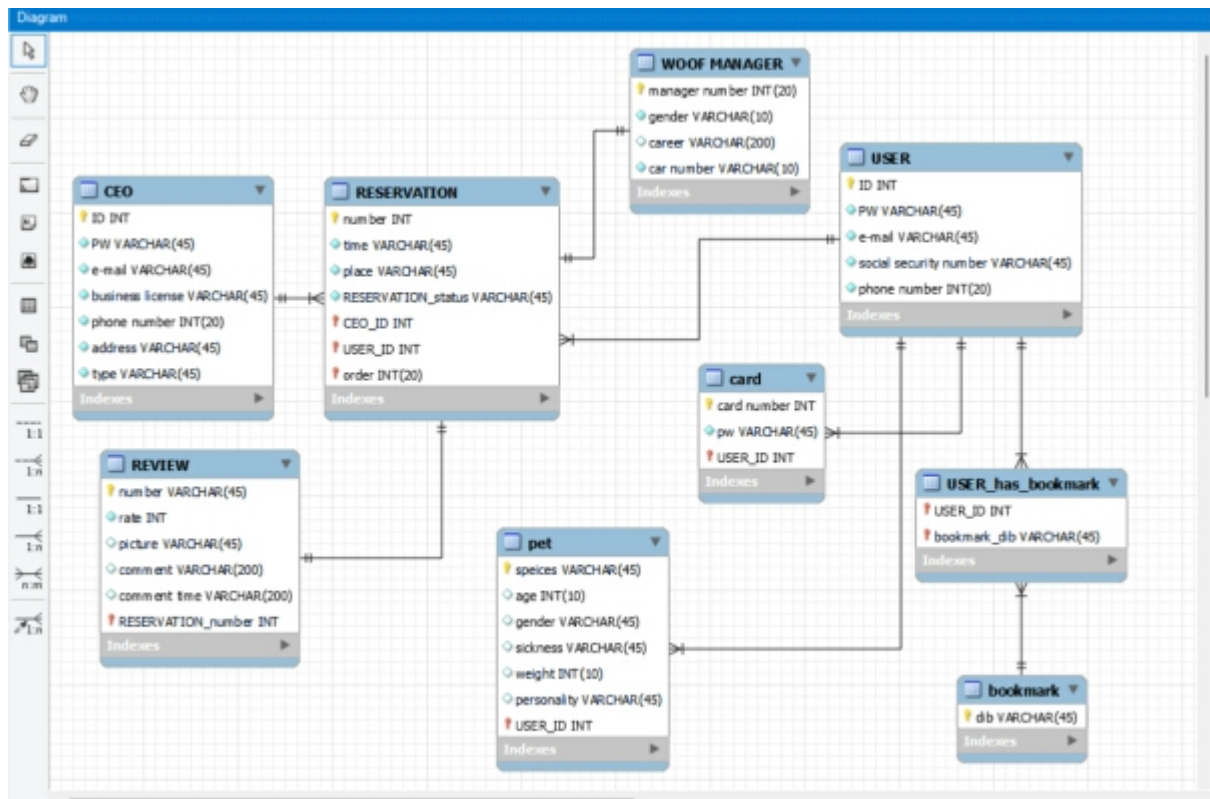 Diagram
WOOF MANAGER
manager number INT(20)
gender VARCHAR(10)
career VARCHAR(200)
car number VARCHAR(10)
Indexes
USER
ID INT
PW VARCHAR(45)
e-mail VARCHAR(45)
social security number VARCHAR(45)
phone number INT(20)
Indexes
CEO
ID INT
PW VARCHAR(45)
e-mail VARCHAR(45)
business license VARCHAR(45)
phone number INT(20)
address VARCHAR(45)
type VARCHAR(45)
Indexes
RESERVATION
number INT
time VARCHAR(45)
place VARCHAR(45)
RESERVATION_status VARCHAR(45)
CEO_ID INT
USER_ID INT
order INT(20)
Indexes
card
card number INT
pw VARCHAR(45)
USER_ID INT
Indexes
REVIEW
number VARCHAR(45)
rate INT
picture VARCHAR(45)
comment VARCHAR(200)
comment time VARCHAR(200)
RESERVATION_number INT
Indexes
USER_has_bookmark
USER_ID INT
bookmark_dib VARCHAR(45)
Indexes
pet
speices VARCHAR(45)
age INT(10)
gender VARCHAR(45)
sickness VARCHAR(45)
weight INT(10)
personality VARCHAR(45)
USER_ID INT
Indexes
bookmark
dib VARCHAR(45)
Indexes
1:1
1:n
1:1
1:n
n:m
1:n